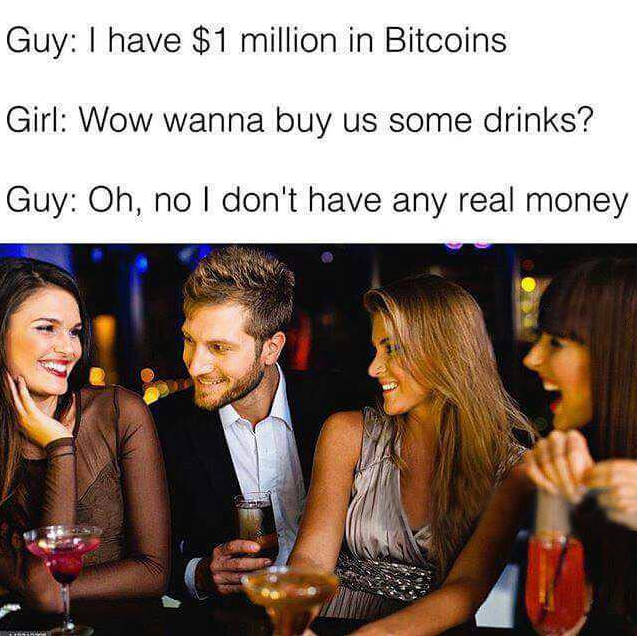 Guy: I have $1 million in Bitcoins
Girl: Wow wanna buy us some drinks?
Guy: Oh, no I don't have any real money